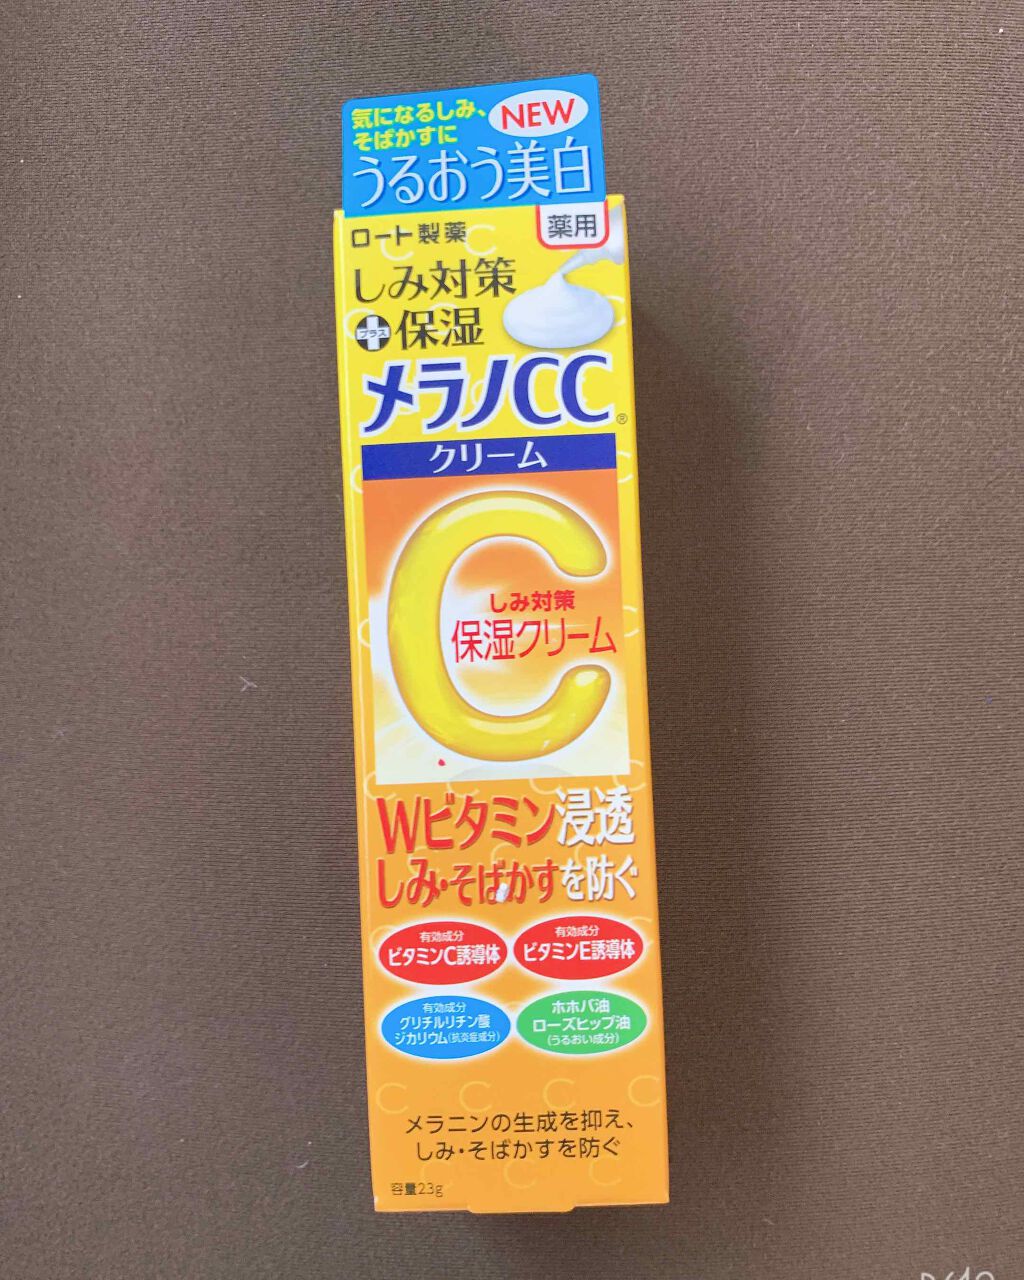 気になるしみ、
そばかすに
NEW
うるおう美白
ロート製薬
薬用
しみ対策
プラス保湿
メラノCC®
クリーム
しみ対策
保湿クリーム
Wビタミン浸透
しみ・そばかすを防ぐ
有効成分
ビタミンC誘導体
有効成分
ビタミンE誘導体
有効成分
グリチルリチン酸
ジカリウム(抗炎症成分)
ホホバ油
ローズヒップ油
(うるおい成分)
メラニンの生成を抑え、
しみ・そばかすを防ぐ
容量23g